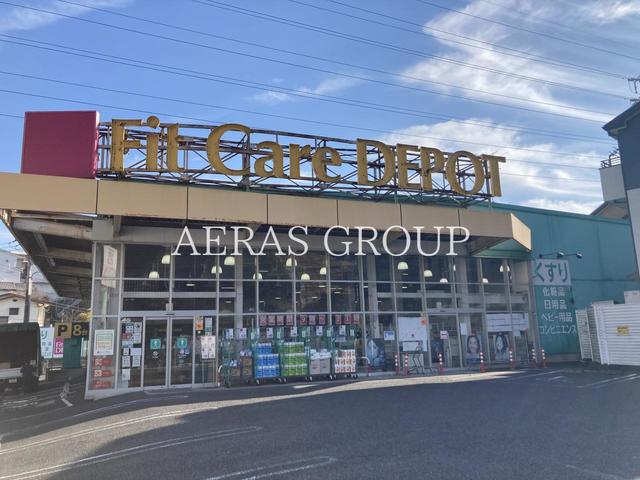 Fit Care DEPOT
AERAS GROUP
くすり
化粧品
日用品
ベビー用品
コンビニエンス
P 8